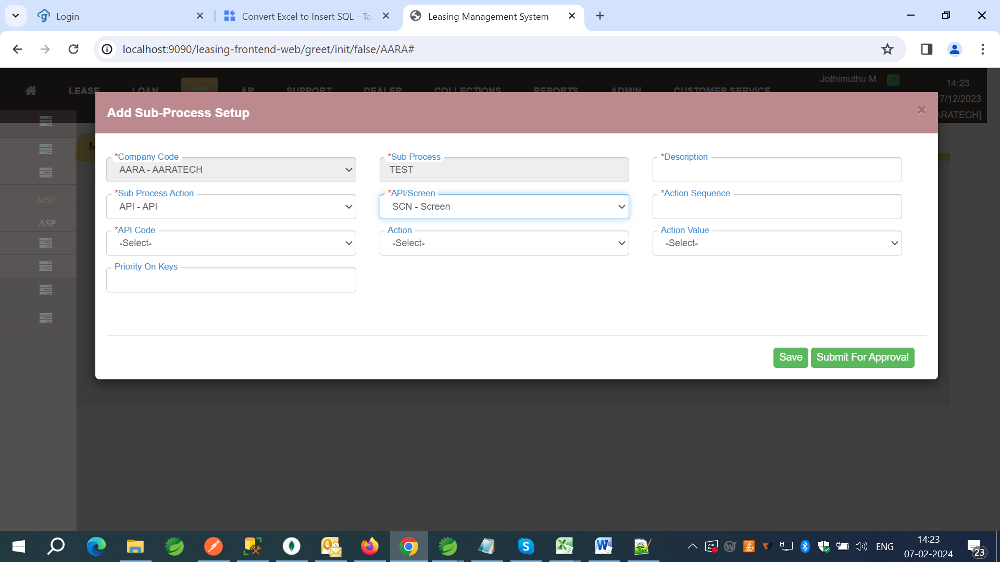 Login
Convert Excel to Insert SQL - Ta
Leasing Management System
localhost:9090/leasing-frontend-web/greet/init/false/AARA#
Jothimuthu M 0
14:23
LEASE LOAN STP AR SUPPORT DEALER COLLECTIONS REPORTS ADMIN CUSTOMER SERVICE
27/12/2023
Add Sub-Process Setup ×
ARATECH]
M
*Company Code *Sub Process *Description
AARA - AARATECH TEST
*Sub Process Action *API/Screen *Action Sequence
MSP
API - API SCN - Screen
ASP
*API Code Action Action Value
-Select- -Select- -Select-
Priority On Keys
Save Submit For Approval
14:23
ENG
07-02-2024
23